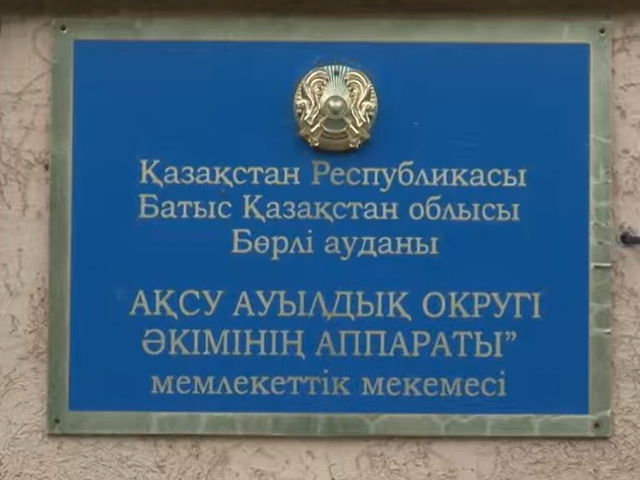 Қазақстан Республикасы
Батыс Қазақстан облысы
Бөрлі ауданы
АҚСУ АУЫЛДЫҚ ОКРУГІ
ӘКІМІНІҢ АППАРАТЫ”
мемлекеттік мекемесі